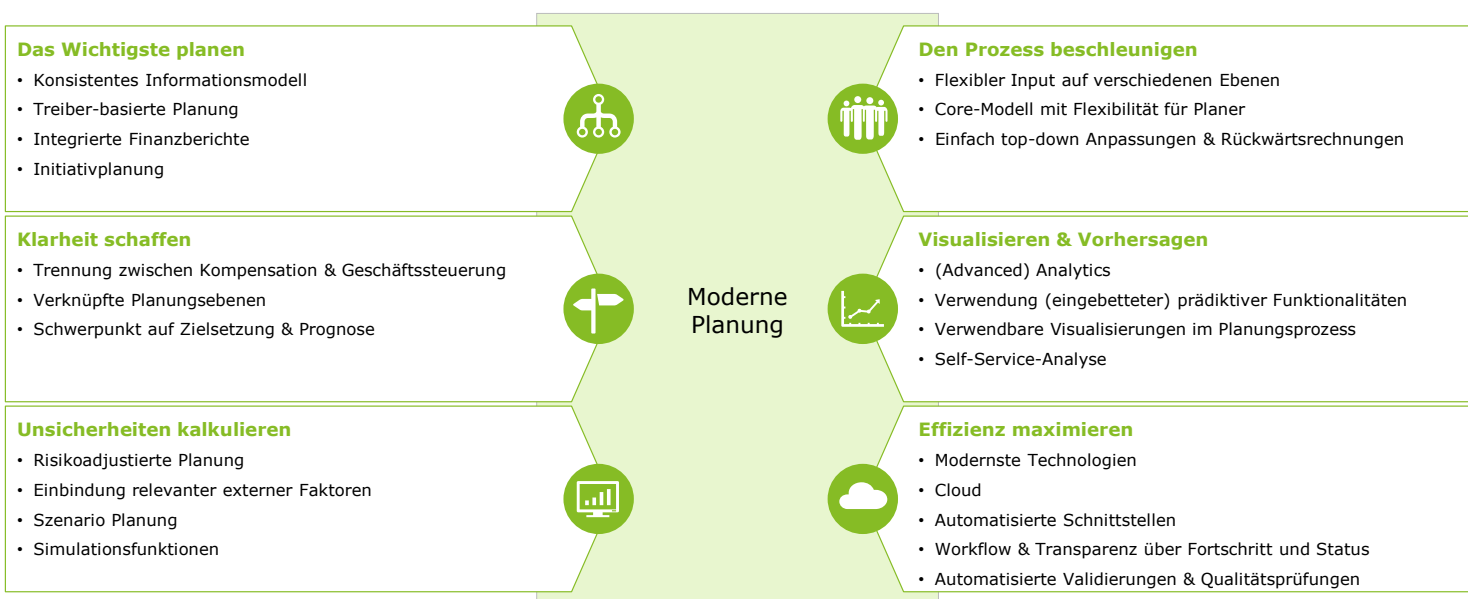 Das Wichtigste planen
• Konsistentes Informationsmodell
• Treiber-basierte Planung
• Integrierte Finanzberichte
• Initiativplanung
Klarheit schaffen
• Trennung zwischen Kompensation & Geschäftssteuerung
• Verknüpfte Planungsebenen
• Schwerpunkt auf Zielsetzung & Prognose
Unsicherheiten kalkulieren
• Risikoadjustierte Planung
• Einbindung relevanter externer Faktoren
• Szenario Planung
• Simulationsfunktionen
Moderne
Planung
Den Prozess beschleunigen
• Flexibler Input auf verschiedenen Ebenen
• Core-Modell mit Flexibilität für Planer
• Einfach top-down Anpassungen & Rückwärtsrechnungen
Visualisieren & Vorhersagen
• (Advanced) Analytics
• Verwendung (eingebetteter) prädiktiver Funktionalitäten
• Verwendbare Visualisierungen im Planungsprozess
• Self-Service-Analyse
Effizienz maximieren
• Modernste Technologien
• Cloud
• Automatisierte Schnittstellen
• Workflow & Transparenz über Fortschritt und Status
• Automatisierte Validierungen & Qualitätsprüfungen